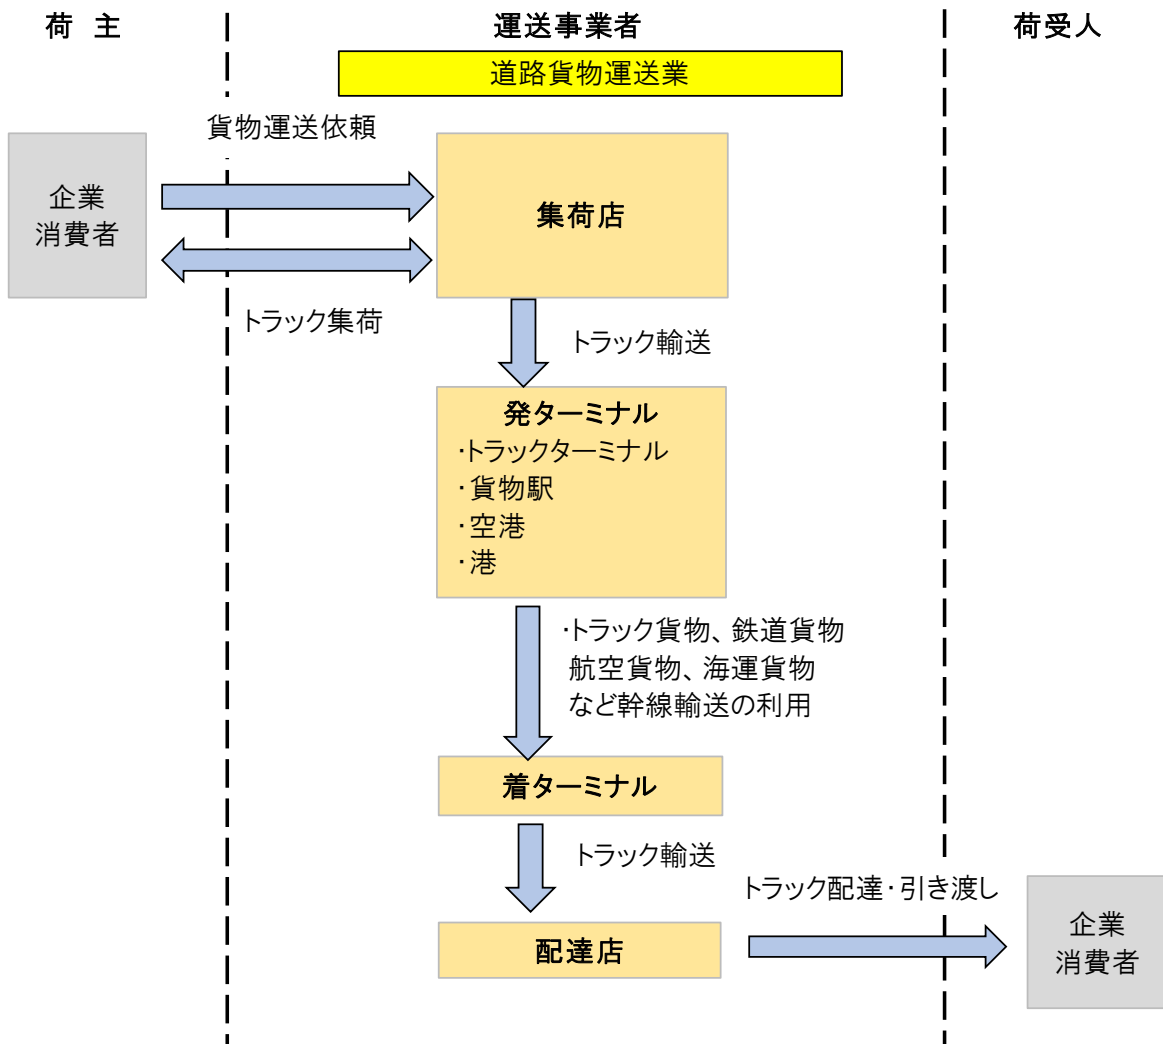 荷 主
運送事業者
荷受人
道路貨物運送業
貨物運送依頼
企業
消費者
集荷店
トラック集荷
トラック輸送
発ターミナル
・トラックターミナル
・貨物駅
・空港
・港
・トラック貨物、鉄道貨物
航空貨物、海運貨物
など幹線輸送の利用
着ターミナル
トラック輸送
トラック配達・引き渡し
配達店
企業
消費者